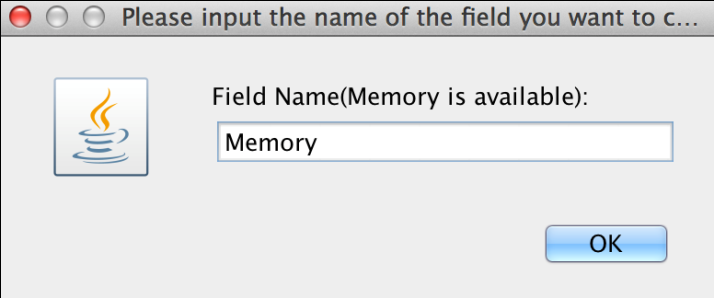 Please input the name of the field you want to c...
Field Name(Memory is available):
Memory
OK